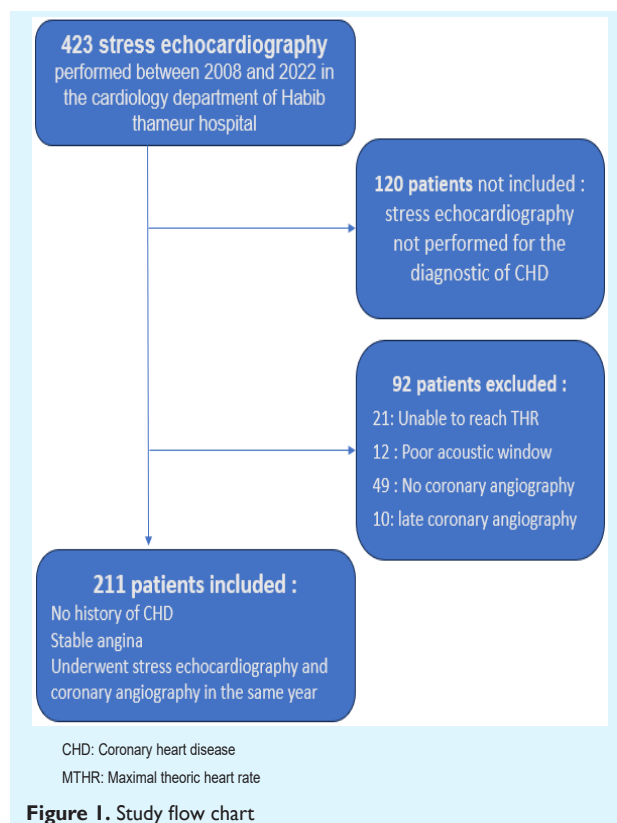 423 stress echocardiography
performed between 2008 and 2022 in
the cardiology department of Habib
thameur hospital
120 patients not included :
stress echocardiography
not performed for the
diagnostic of CHD
92 patients excluded :
21: Unable to reach THR
12 : Poor acoustic window
49 : No coronary angiography
10: late coronary angiography
211 patients included :
No history of CHD
Stable angina
Underwent stress echocardiography and
coronary angiography in the same year
CHD: Coronary heart disease
MTHR: Maximal theoric heart rate
Figure 1. Study flow chart